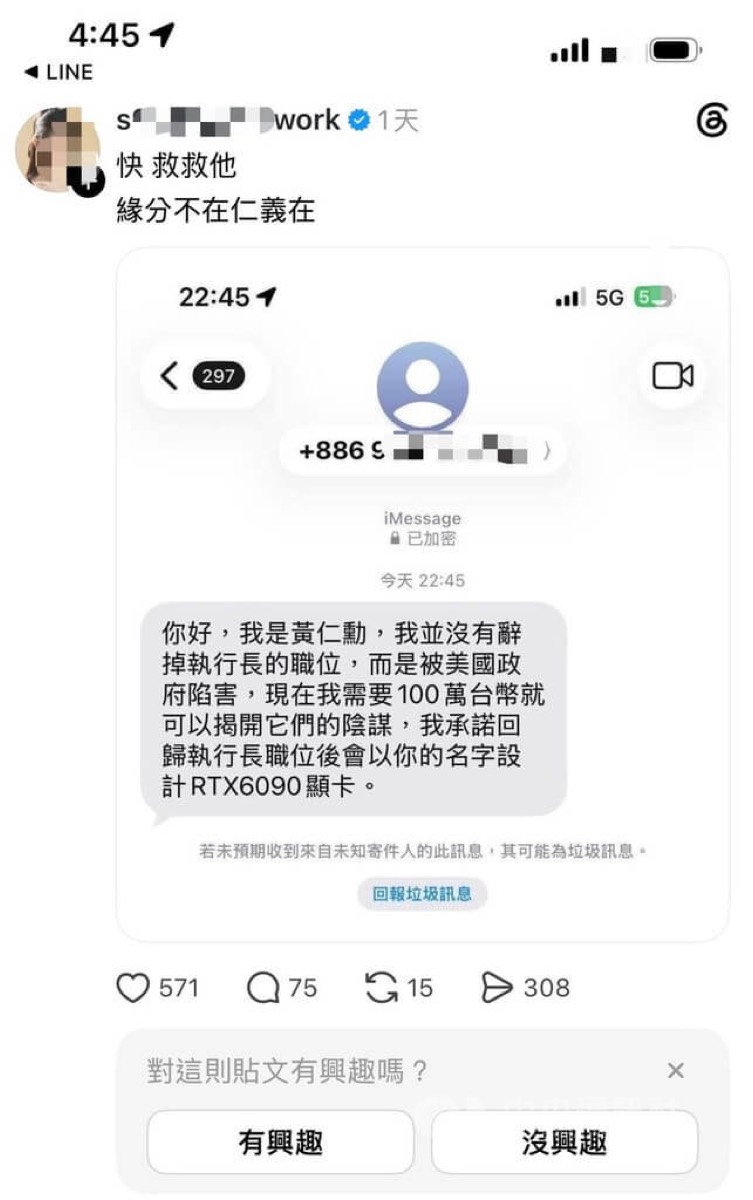 4:45
◀ LINE
work 1天
快 救救他
緣分不在仁義在
22:45 5G
297
+886 9
iMessage
已加密
今天 22:45
你好，我是黃仁勳，我並沒有辭
掉執行長的職位，而是被美國政
府陷害，現在我需要100萬台幣就
可以揭開它們的陰謀，我承諾回
歸執行長職位後會以你的名字設
計RTX6090顯卡。
若未預期收到來自未知寄件人的此訊息，其可能為垃圾訊息。
回報垃圾訊息
571 75 15 308
對這則貼文有興趣嗎？
有興趣 沒興趣